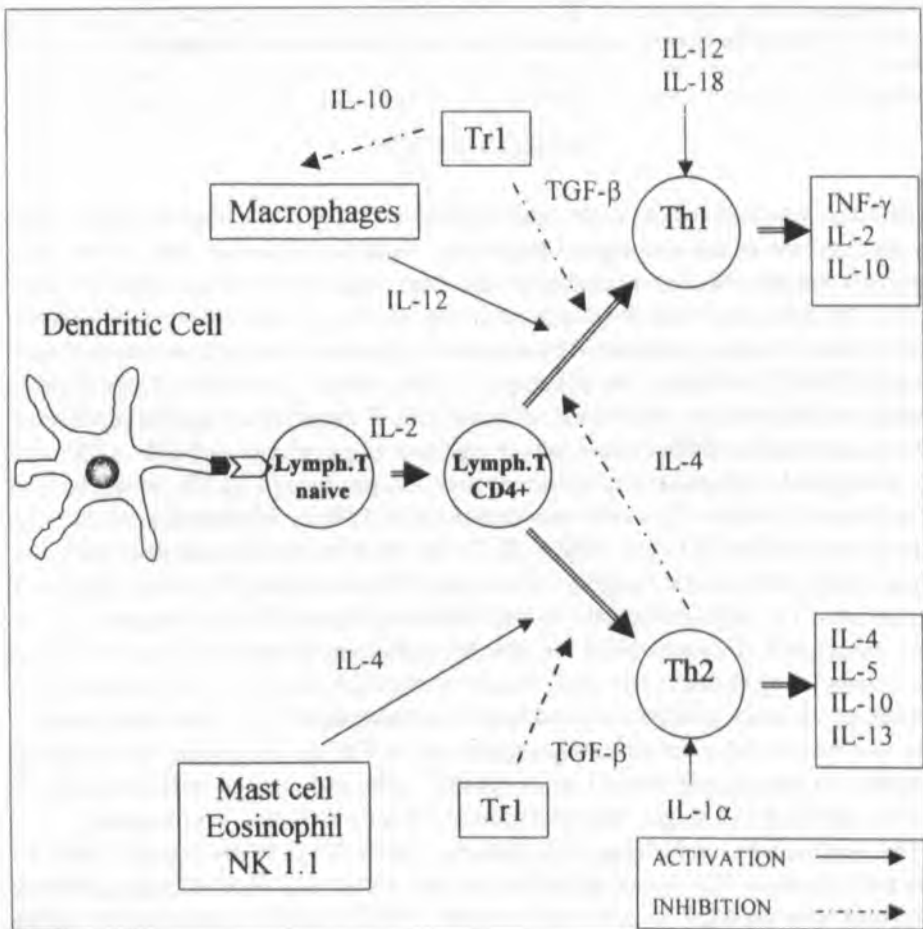 IL-12
IL-18
IL-10
Tr1
TGF-β
Macrophages
Th1
INF-γ
IL-2
IL-10
IL-12
Dendritic Cell
IL-2
Lymph.T
naive
Lymph.T
CD4+
IL-4
IL-4
Th2
IL-4
IL-5
IL-10
IL-13
TGF-β
Mast cell
Eosinophil
NK 1.1
Tr1
IL-1α
ACTIVATION
INHIBITION